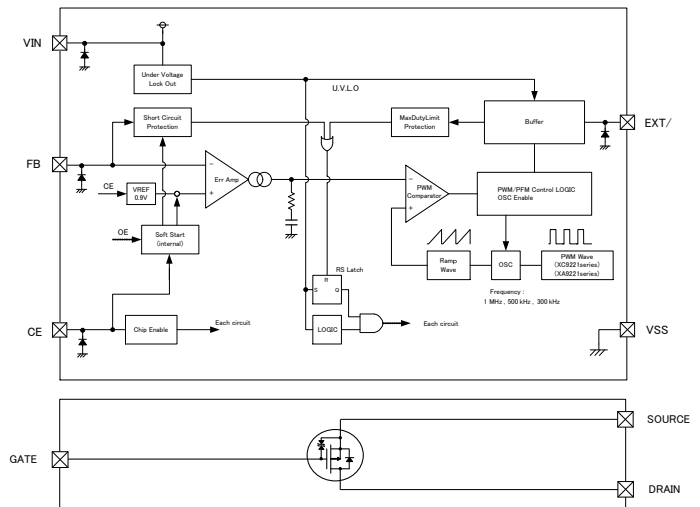 VIN
Under Voltage
Lock Out
U.V.L.O
Short Circuit
Protection
MaxDutyLimit
Protection
Buffer
EXT/
FB
CE
VREF
0.9V
Err Amp
−
+
−
+
PWM
Comparator
PWM/PFM Control LOGIC
OSC Enable
OE
Soft Start
(internal)
Ramp
Wave
OSC
PWM Wave
(XC9221series)
(XA9221series)
RS Latch
R
S
Q
Frequency :
1 MHz , 500 kHz , 300 kHz
CE
Chip Enable
Each circuit
LOGIC
Each circuit
VSS
SOURCE
GATE
DRAIN